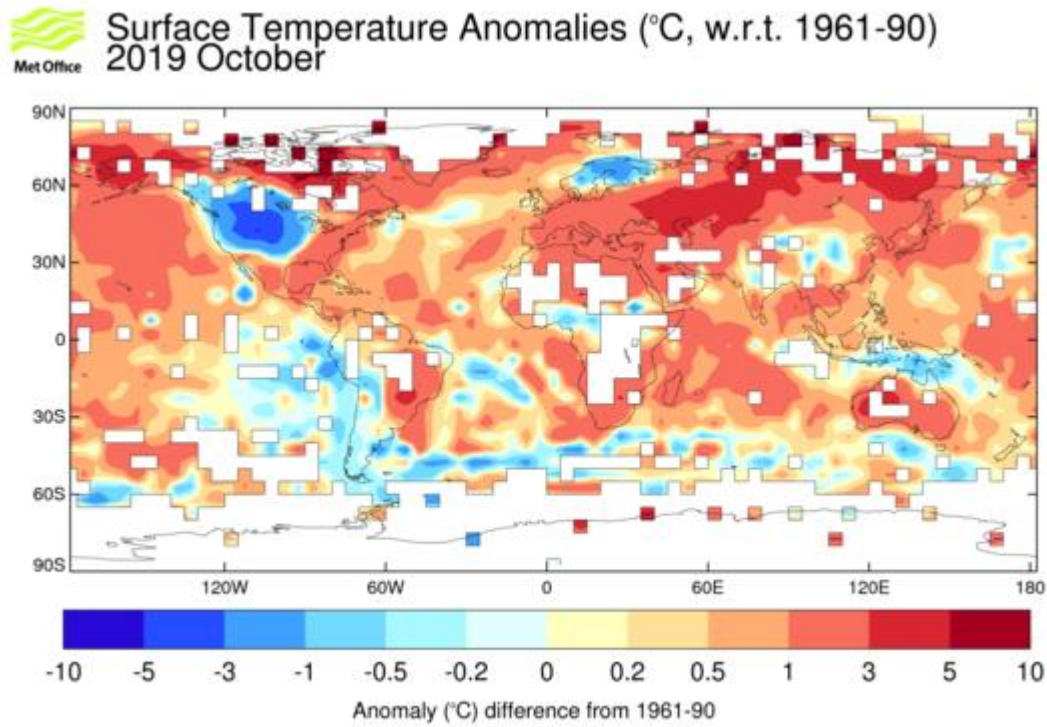 Met Office
Surface Temperature Anomalies (°C, w.r.t. 1961-90)
2019 October
90N
60N
30N
0
30S
60S
90S
120W 60W 0 60E 120E 180
-10 -5 -3 -1 -0.5 -0.2 0 0.2 0.5 1 3 5 10
Anomaly (°C) difference from 1961-90